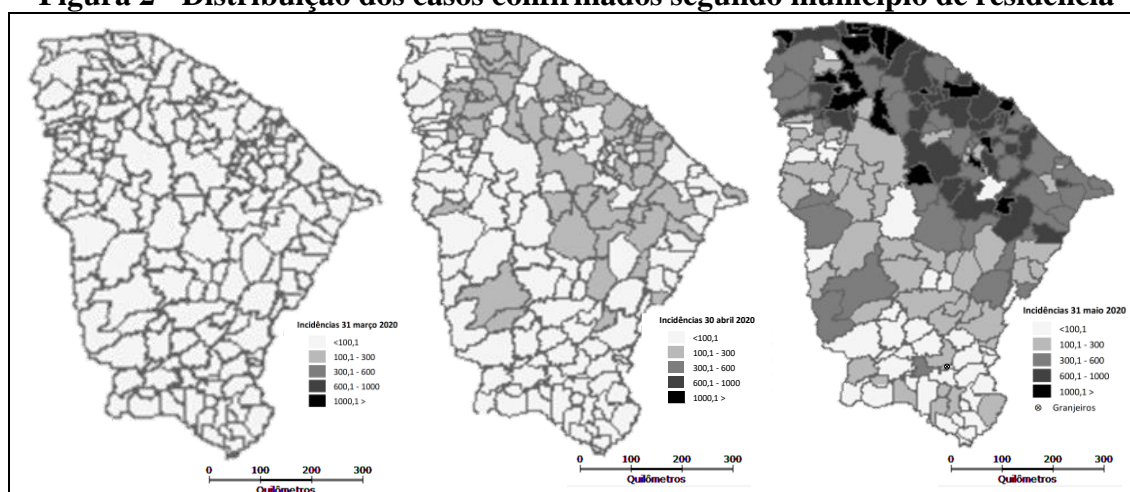 Figura 2 - Distribuição dos casos confirmados segundo município de residência
Incidências 31 março 2020
<100,1
100,1 - 300
300,1 - 600
600,1 - 1000
1000,1 >
0 100 200 300
Quilômetros
Incidências 30 abril 2020
<100,1
100,1 - 300
300,1 - 600
600,1 - 1000
1000,1 >
0 100 200 300
Quilômetros
Incidências 31 maio 2020
<100,1
100,1 - 300
300,1 - 600
600,1 - 1000
1000,1 >
Granjeiros
0 100 200 300
Quilômetros